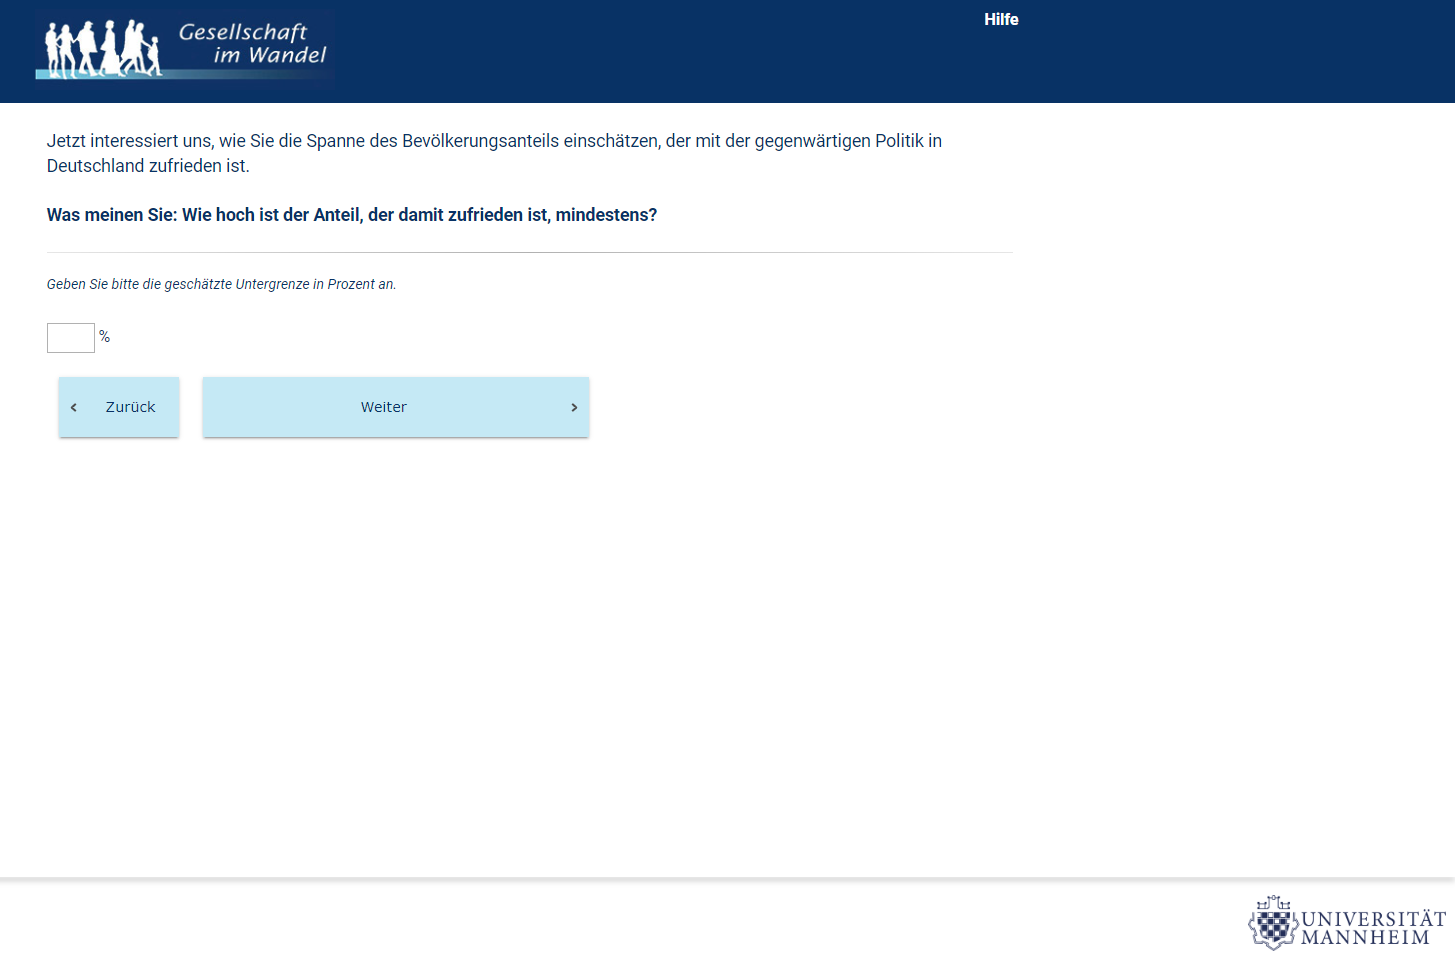 Gesellschaft
im Wandel
Hilfe
Jetzt interessiert uns, wie Sie die Spanne des Bevölkerungsanteils einschätzen, der mit der gegenwärtigen Politik in
Deutschland zufrieden ist.
Was meinen Sie: Wie hoch ist der Anteil, der damit zufrieden ist, mindestens?
Geben Sie bitte die geschätzte Untergrenze in Prozent an.
%
Zurück
Weiter
UNIVERSITÄT
MANNHEIM